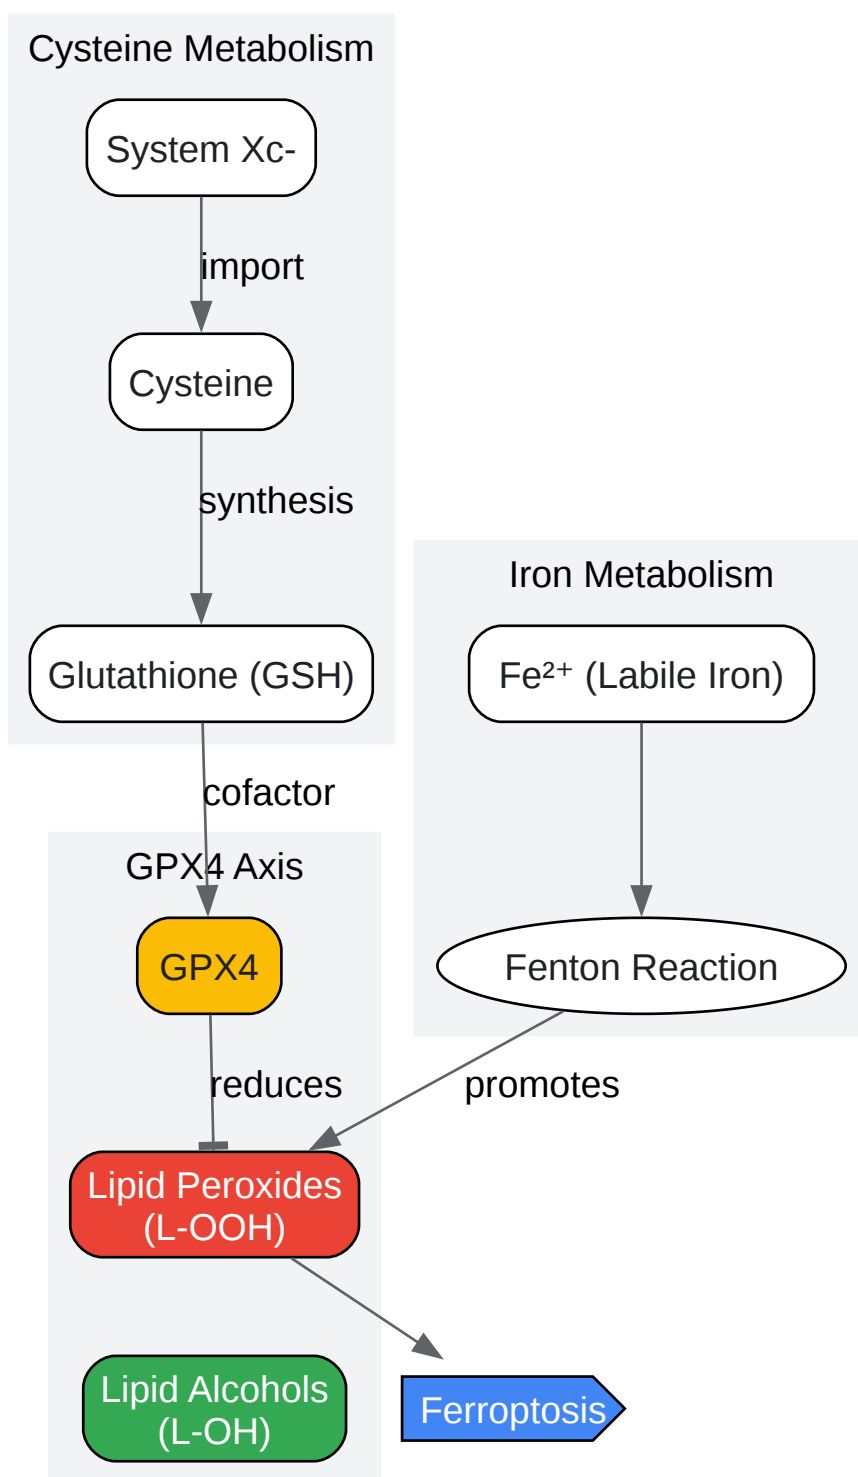 Cysteine Metabolism
System Xc-
import
Cysteine
synthesis
Glutathione (GSH)
Iron Metabolism
Fe²⁺ (Labile Iron)
cofactor
GPX4 Axis
GPX4
Fenton Reaction
reduces
promotes
Lipid Peroxides
(L-OOH)
Lipid Alcohols
(L-OH)
Ferroptosis